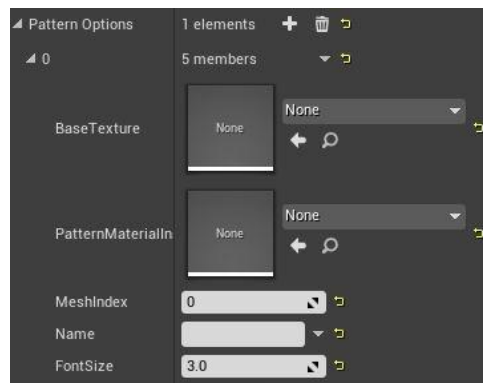 Pattern Options 1 elements
0 5 members
BaseTexture None None
PatternMaterialIn None None
MeshIndex 0
Name
FontSize 3.0